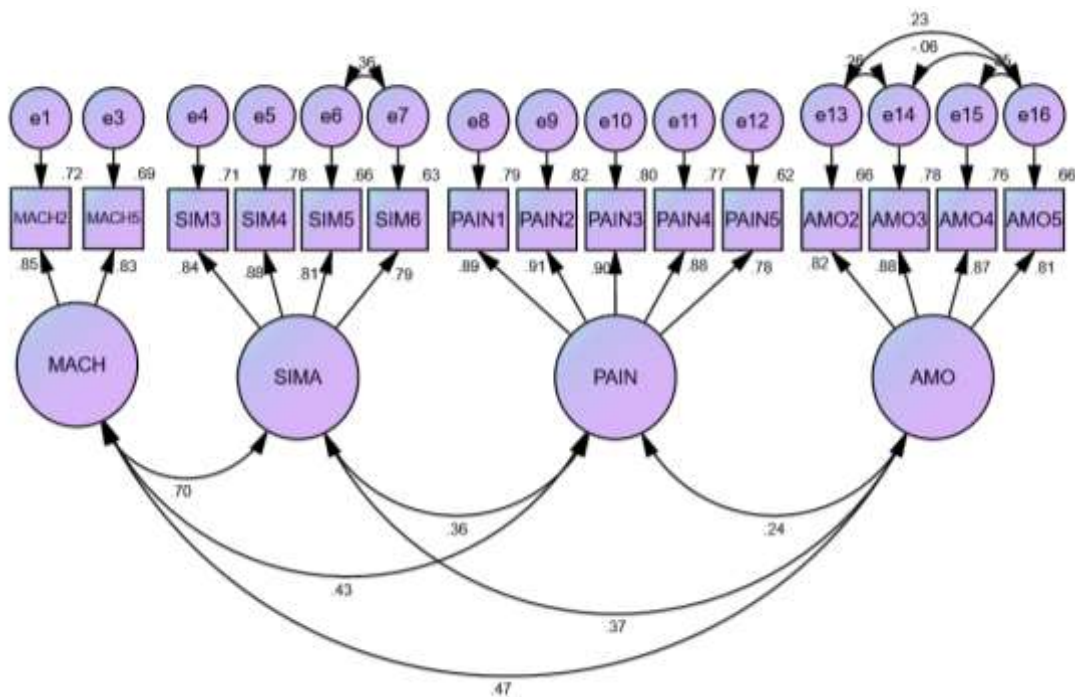 .23
-.06
.36 .26
e1 e3 e4 e5 e6 e7 e8 e9 e10 e11 e12 e13 e14 e15 e16
.72 .69 .71 .78 .66 .63 .79 .82 .80 .77 .62 .66 .78 .76 .66
MACH2 MACH5 SIM3 SIM4 SIM5 SIM6 PAIN1 PAIN2 PAIN3 PAIN4 PAIN5 AMO2 AMO3 AMO4 AMO5
.85 .83 .84 .88 .81 .79 .89 .91 .90 .88 .78 .82 .88 .87 .81
MACH SIMA PAIN AMO
.70
.36 .24
.43
.37
.47